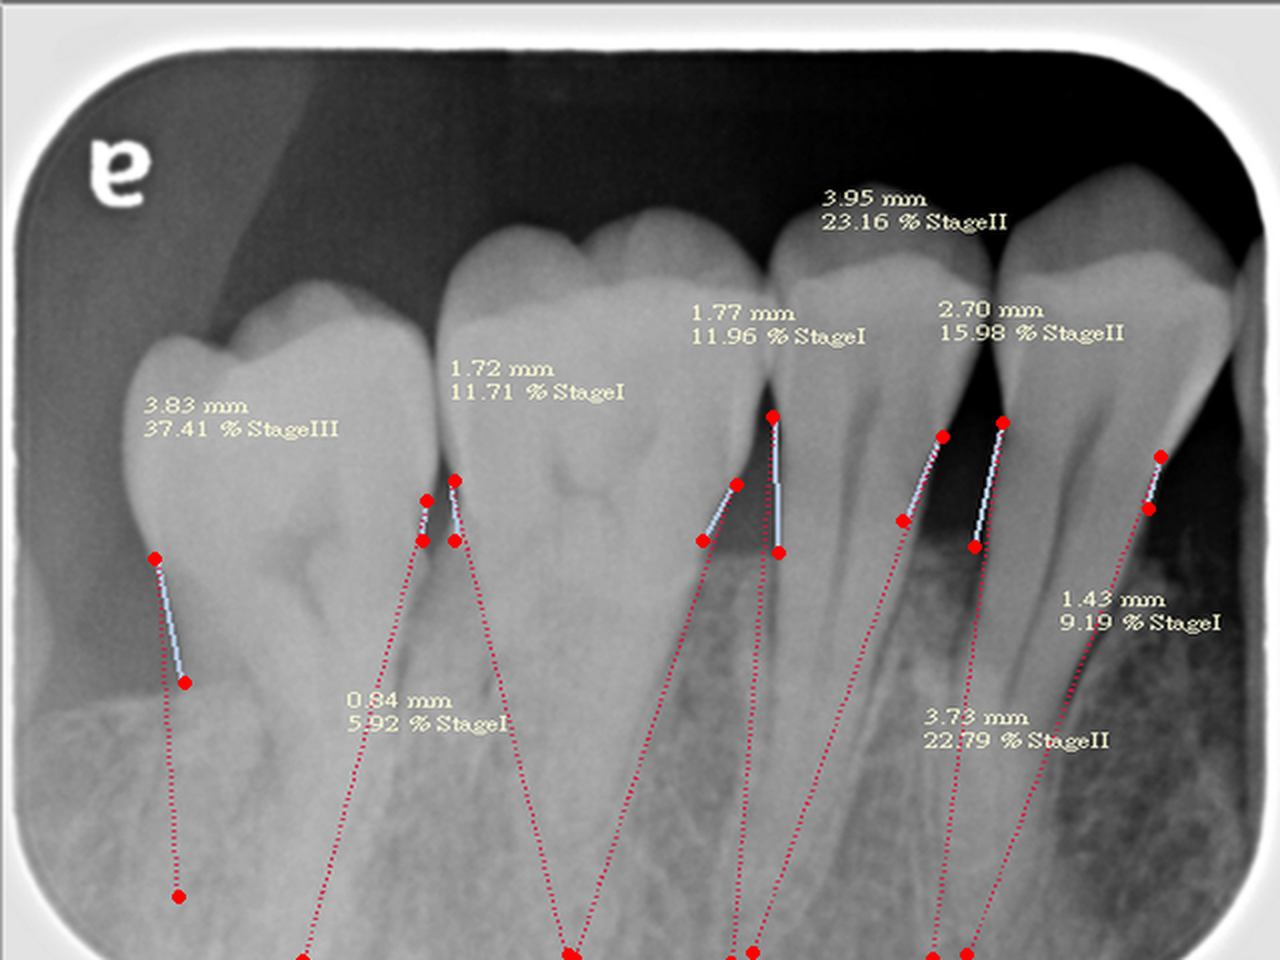 a
3.95 mm
23.16 % StageII
1.77 mm
11.96 % StageI
2.70 mm
15.98 % StageII
1.72 mm
11.71 % StageI
3.83 mm
37.41 % StageIII
1.43 mm
9.19 % StageI
0.84 mm
5.92 % StageI
3.73 mm
22.79 % StageII